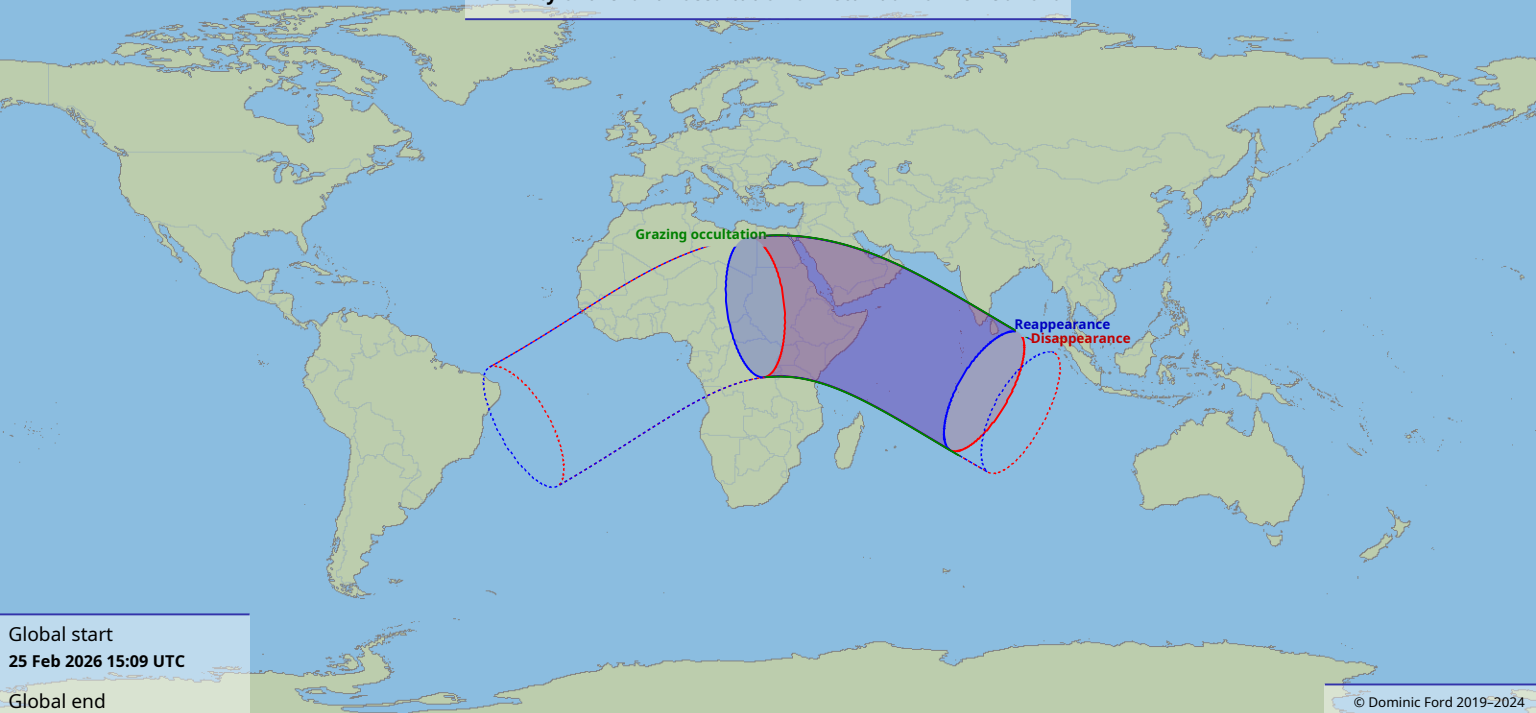 Grazing occultation
Reappearance
Disappearance
Global start
25 Feb 2026 15:09 UTC
Global end
© Dominic Ford 2019–2024